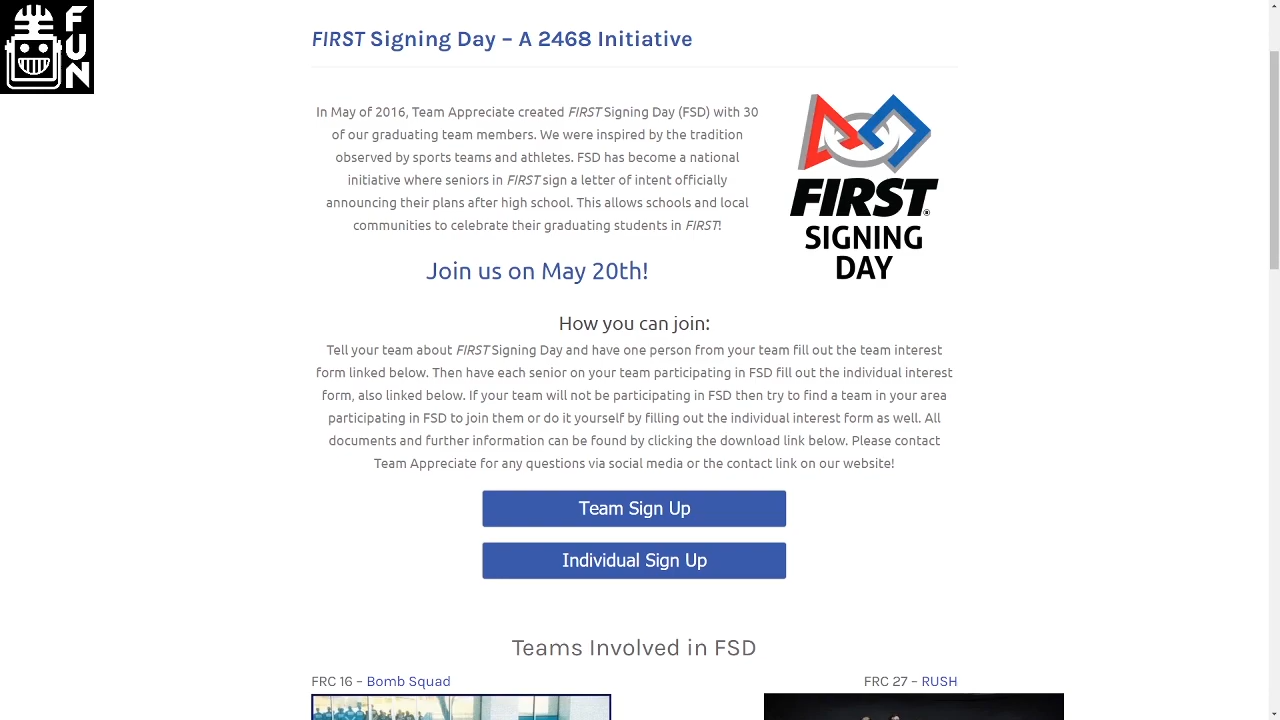 FUN
FIRST Signing Day – A 2468 Initiative
In May of 2016, Team Appreciate created FIRST Signing Day (FSD) with 30
of our graduating team members. We were inspired by the tradition
observed by sports teams and athletes. FSD has become a national
initiative where seniors in FIRST sign a letter of intent officially
announcing their plans after high school. This allows schools and local
communities to celebrate their graduating students in FIRST!
FIRST®
SIGNING
DAY
Join us on May 20th!
How you can join:
Tell your team about FIRST Signing Day and have one person from your team fill out the team interest
form linked below. Then have each senior on your team participating in FSD fill out the individual interest
form, also linked below. If your team will not be participating in FSD then try to find a team in your area
participating in FSD to join them or do it yourself by filling out the individual interest form as well. All
documents and further information can be found by clicking the download link below. Please contact
Team Appreciate for any questions via social media or the contact link on our website!
Team Sign Up
Individual Sign Up
Teams Involved in FSD
FRC 16 – Bomb Squad
FRC 27 – RUSH